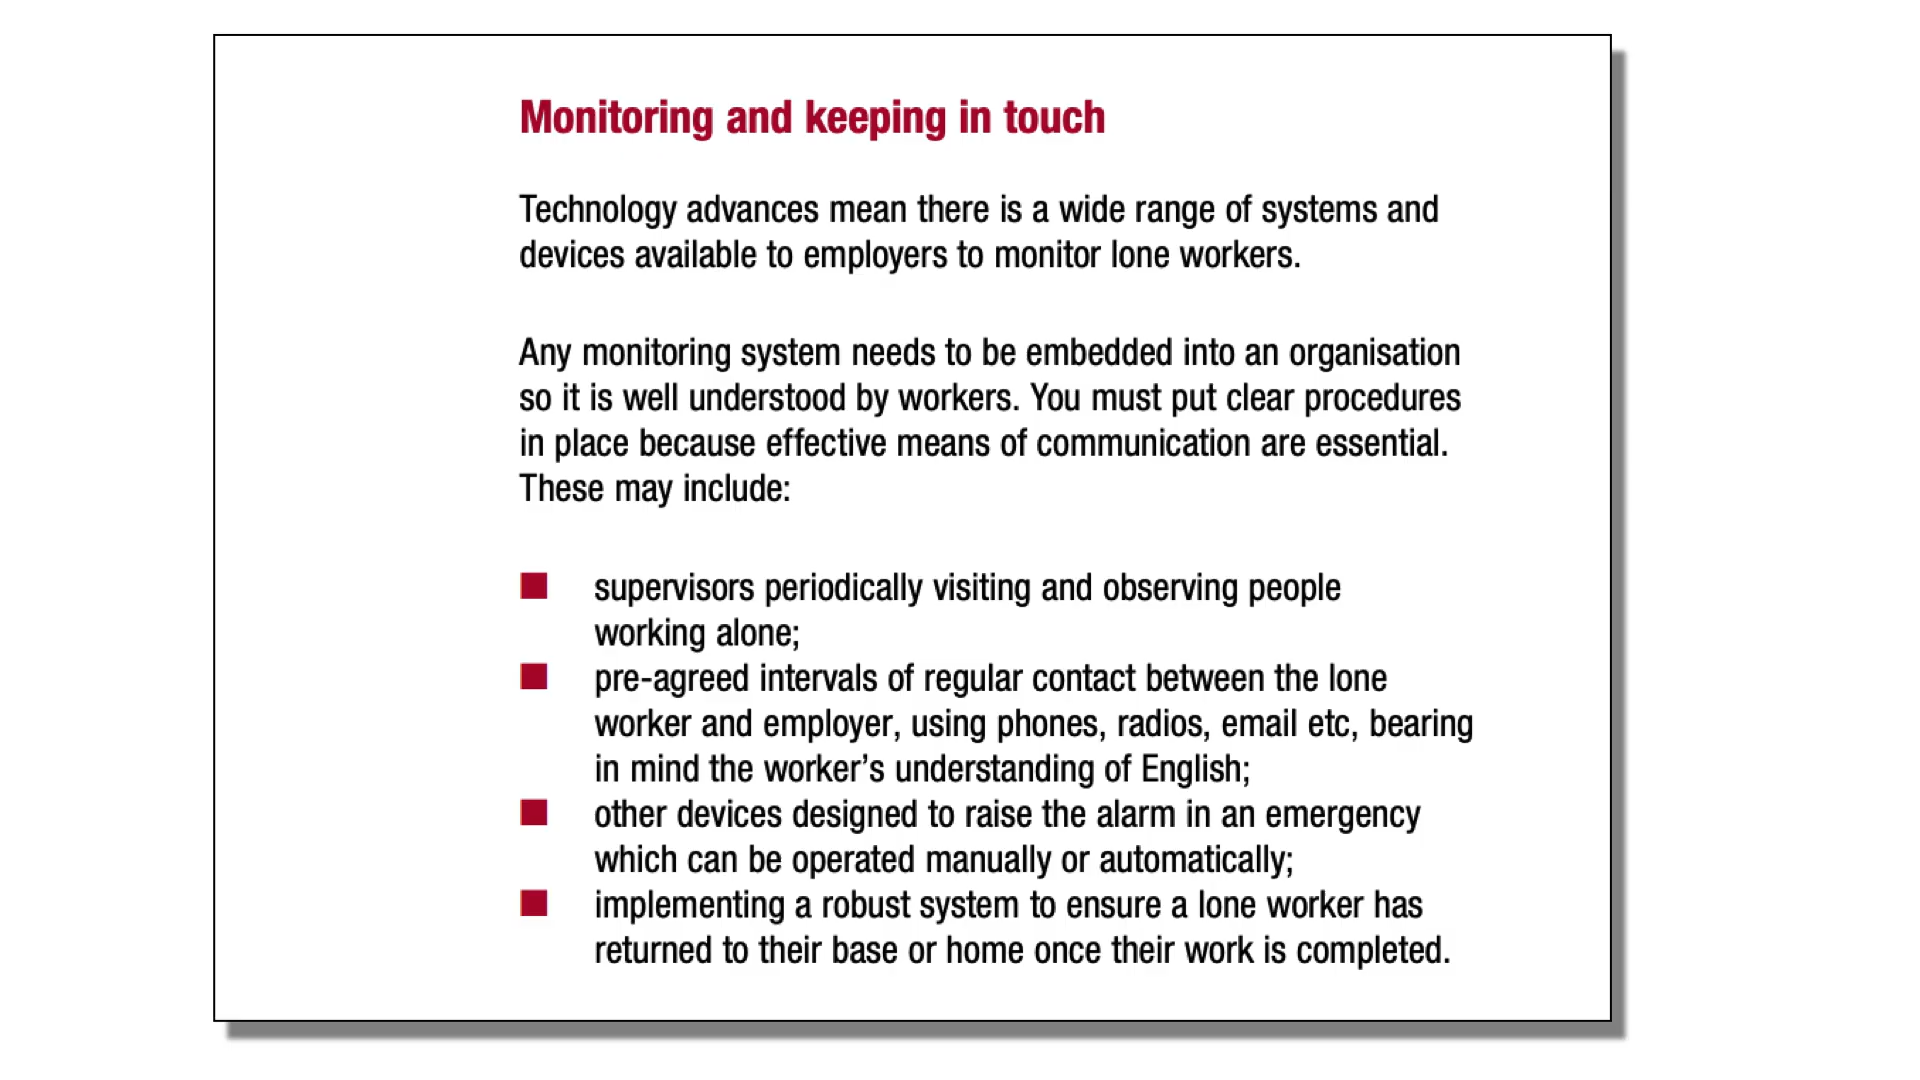 Monitoring and keeping in touch
Technology advances mean there is a wide range of systems and
devices available to employers to monitor lone workers.
Any monitoring system needs to be embedded into an organisation
so it is well understood by workers. You must put clear procedures
in place because effective means of communication are essential.
These may include:
supervisors periodically visiting and observing people
working alone;
pre-agreed intervals of regular contact between the lone
worker and employer, using phones, radios, email etc, bearing
in mind the worker’s understanding of English;
other devices designed to raise the alarm in an emergency
which can be operated manually or automatically;
implementing a robust system to ensure a lone worker has
returned to their base or home once their work is completed.